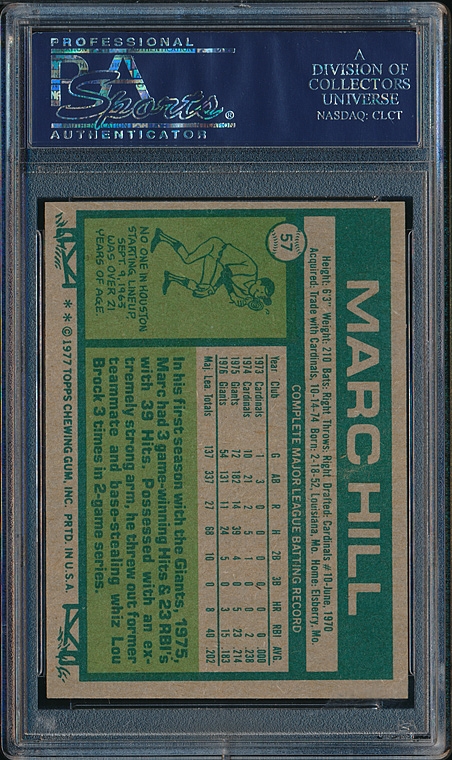 PROFESSIONAL
PSA
Sports®
AUTHENTICATOR
A
DIVISION OF
COLLECTORS
UNIVERSE
NASDAQ: CLCT
57
MARC HILL
Height: 6'3" Weight: 210 Bats: Right Throws: Right Drafted: Cardinals #10-June, 1970
Acquired: Trade with Cardinals, 10-14-74 Born: 2-18-52, Louisiana, Mo. Home: Elsberry, Mo.
COMPLETE MAJOR LEAGUE BATTING RECORD
Year Club G AB R H 2B 3B HR RBI AVG.
1973 Cardinals 1 3 0 0 0 0 0 0 .000
1974 Cardinals 10 21 2 5 1 0 0 2 .238
1975 Giants 72 182 14 39 4 0 5 23 .214
1976 Giants 54 131 11 24 5 0 3 15 .183
Maj. Lea. Totals 137 337 27 68 10 0 8 40 .202
NO ONE IN HOUSTON
STARTING LINEUP,
SEPT. 9, 1963
WAS OVER 21
YEARS OF AGE.
In his first season with the Giants, 1975,
Marc had 3 game-winning Hits & 23 RBI's
with 39 Hits. Possessed with an ex-
tremely strong arm, he threw out former
teammate and base-stealing whiz Lou
Brock 3 times in 2-game series.
** © 1977 TOPPS CHEWING GUM, INC. PRTD. IN U.S.A.